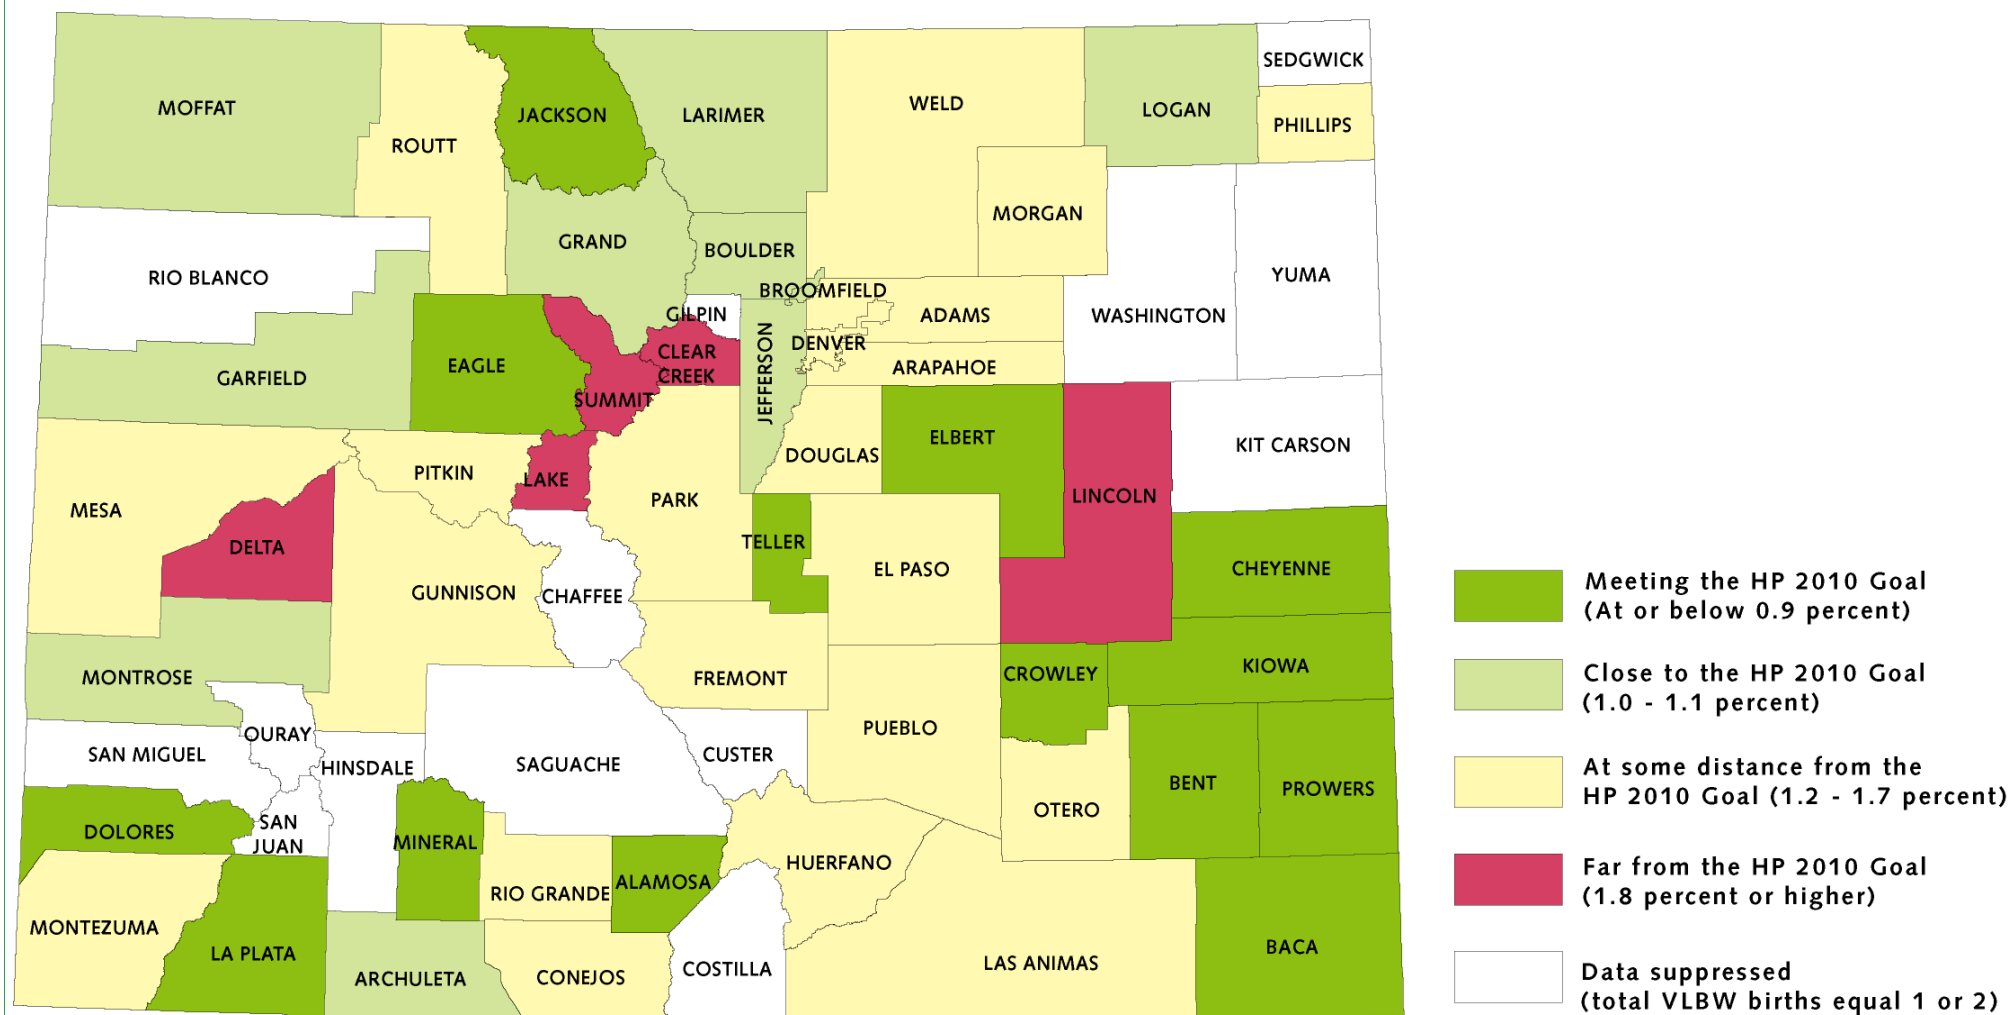 SEDGWICK
MOFFAT
JACKSON
LARIMER
WELD
LOGAN
PHILLIPS
ROUTT
MORGAN
GRAND
BOULDER
RIO BLANCO
YUMA
BROOMFIELD
GILPIN
ADAMS
WASHINGTON
DENVER
CLEAR
CREEK
EAGLE
ARAPAHOE
JEFFERSON
GARFIELD
SUMMIT
ELBERT
KIT CARSON
DOUGLAS
PITKIN
LAKE
PARK
LINCOLN
MESA
DELTA
TELLER
EL PASO
CHEYENNE
GUNNISON
CHAFFEE
MONTROSE
FREMONT
CROWLEY
KIOWA
OURAY
PUEBLO
SAN MIGUEL
HINSDALE
SAGUACHE
CUSTER
BENT
PROWERS
OTERO
DOLORES
SAN
JUAN
MINERAL
HUERFANO
RIO GRANDE
ALAMOSA
MONTEZUMA
LA PLATA
ARCHULETA
CONEJOS
COSTILLA
LAS ANIMAS
BACA
Meeting the HP 2010 Goal
(At or below 0.9 percent)
Close to the HP 2010 Goal
(1.0 - 1.1 percent)
At some distance from the
HP 2010 Goal (1.2 - 1.7 percent)
Far from the HP 2010 Goal
(1.8 percent or higher)
Data suppressed
(total VLBW births equal 1 or 2)